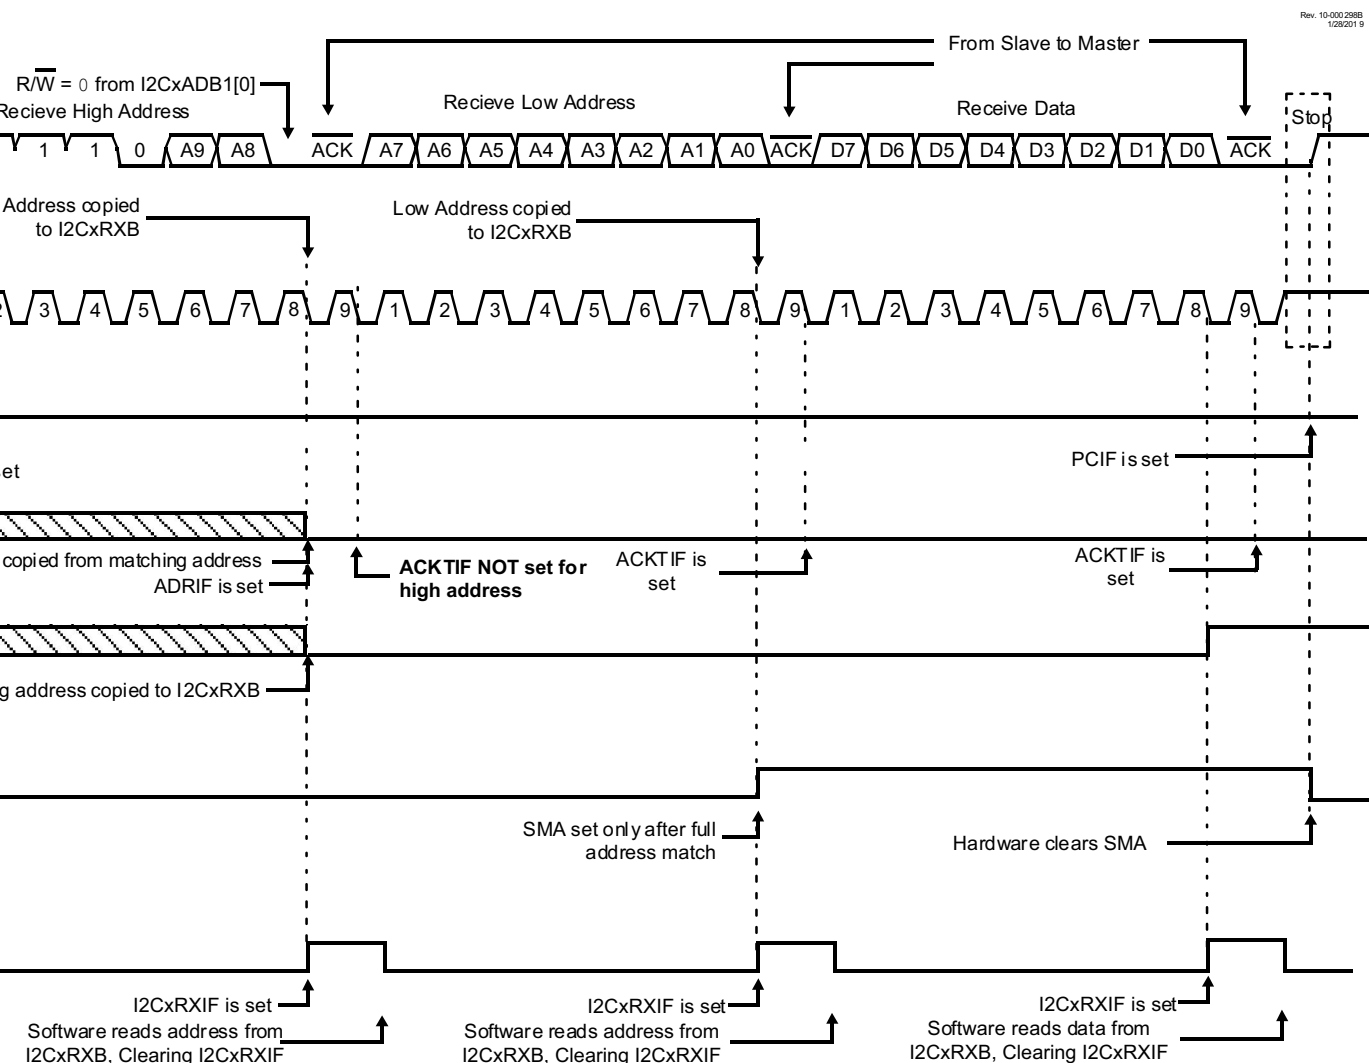 Rev. 10-000298B
1/28/2019
From Slave to Master
R/W = 0 from I2CxADB1[0]
Recieve High Address
Recieve Low Address
Receive Data
Stop
1 1 0 A9 A8 ACK A7 A6 A5 A4 A3 A2 A1 A0 ACK D7 D6 D5 D4 D3 D2 D1 D0 ACK
Address copied
to I2CxRXB
Low Address copied
to I2CxRXB
3 4 5 6 7 8 9 1 2 3 4 5 6 7 8 9 1 2 3 4 5 6 7 8 9
PCIF is set
et
copied from matching address
ADRIF is set
ACKTIF NOT set for
high address
ACKTIF is
set
ACKTIF is
set
g address copied to I2CxRXB
SMA set only after full
address match
Hardware clears SMA
I2CxRXIF is set
Software reads address from
I2CxRXB, Clearing I2CxRXIF
I2CxRXIF is set
Software reads address from
I2CxRXB, Clearing I2CxRXIF
I2CxRXIF is set
Software reads data from
I2CxRXB, Clearing I2CxRXIF